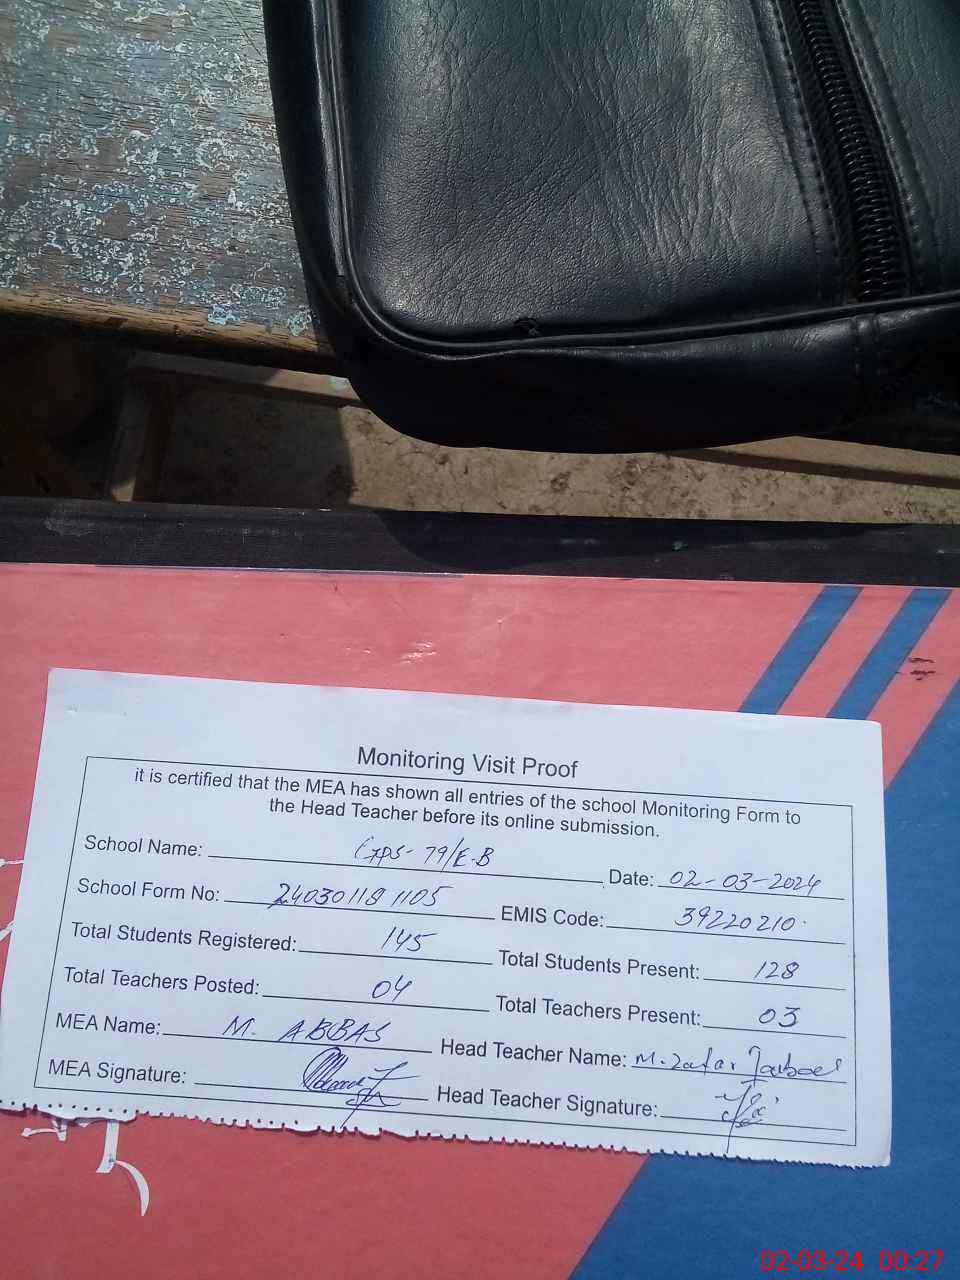 Monitoring Visit Proof
it is certified that the MEA has shown all entries of the school Monitoring Form to
the Head Teacher before its online submission.
School Name: GPS- 79/E-B Date: 02-03-2024
School Form No: 24030118 1105 EMIS Code: 39220210
Total Students Registered: 145 Total Students Present: 128
Total Teachers Posted: 04 Total Teachers Present: 03
MEA Name: M. ABBAS Head Teacher Name: M. Zafar
MEA Signature: Head Teacher Signature:
02-03-24 00:27